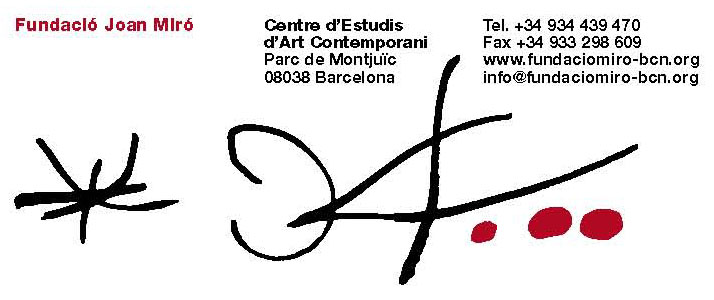 Fundació Joan Miró
Centre d'Estudis
d'Art Contemporani
Parc de Montjuïc
08038 Barcelona
Tel. +34 934 439 470
Fax +34 933 298 609
www.fundaciomiro-bcn.org
info@fundaciomiro-bcn.org